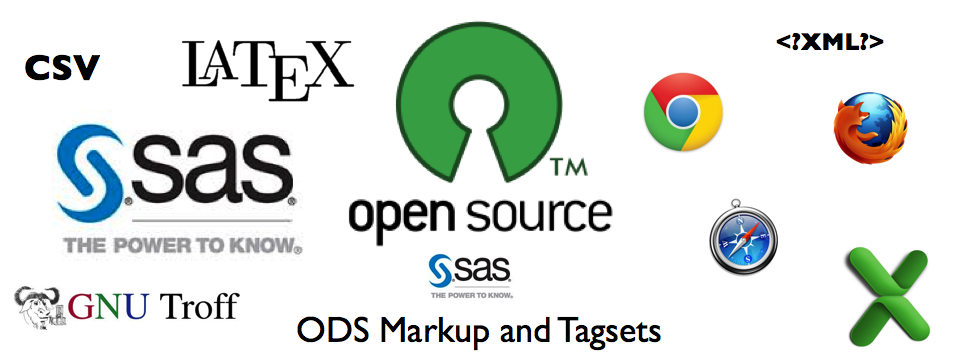 CSV
LATEX
<?XML?>
sas®
THE POWER TO KNOW®
TM
open source
sas®
THE POWER TO KNOW®
GNU Troff
ODS Markup and Tagsets